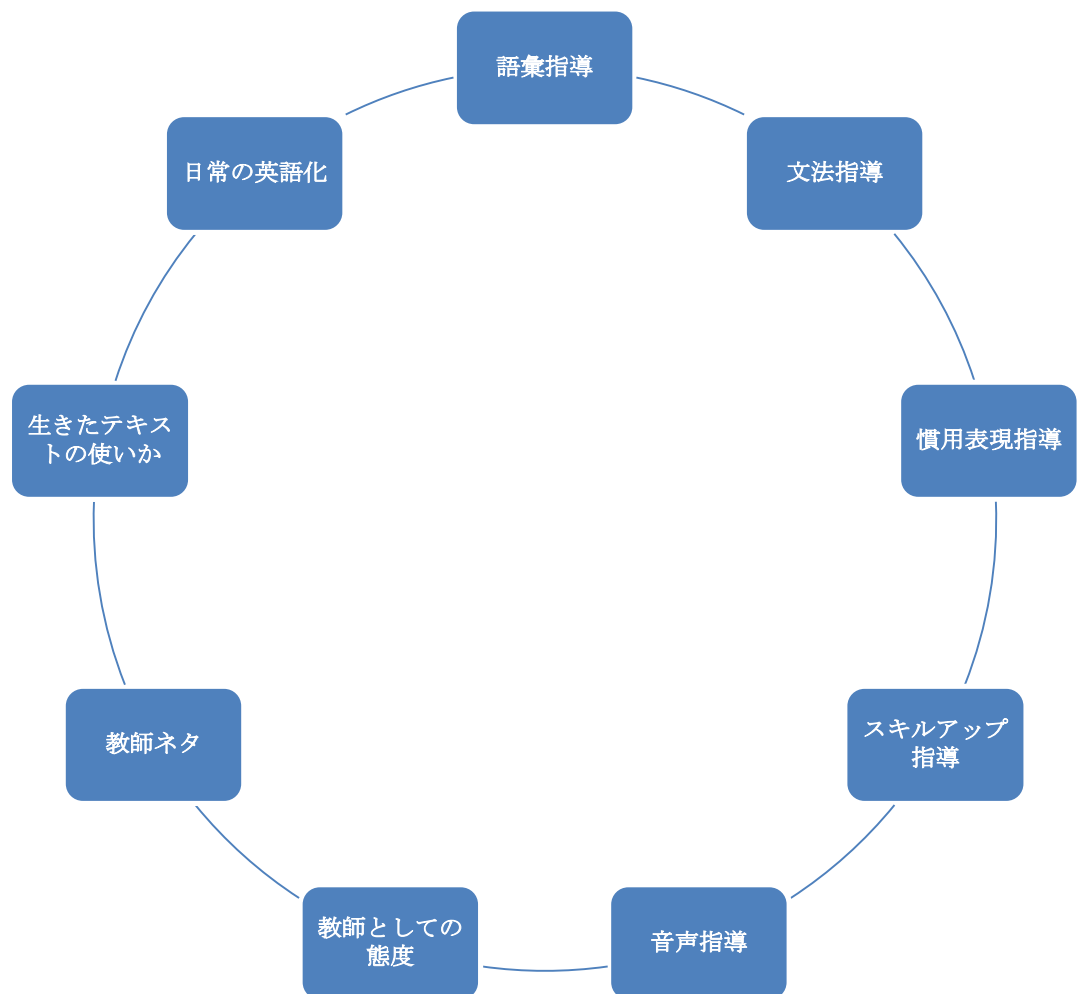 語彙指導
文法指導
慣用表現指導
スキルアップ
指導
音声指導
教師としての
態度
教師ネタ
生きたテキス
トの使いか
日常の英語化